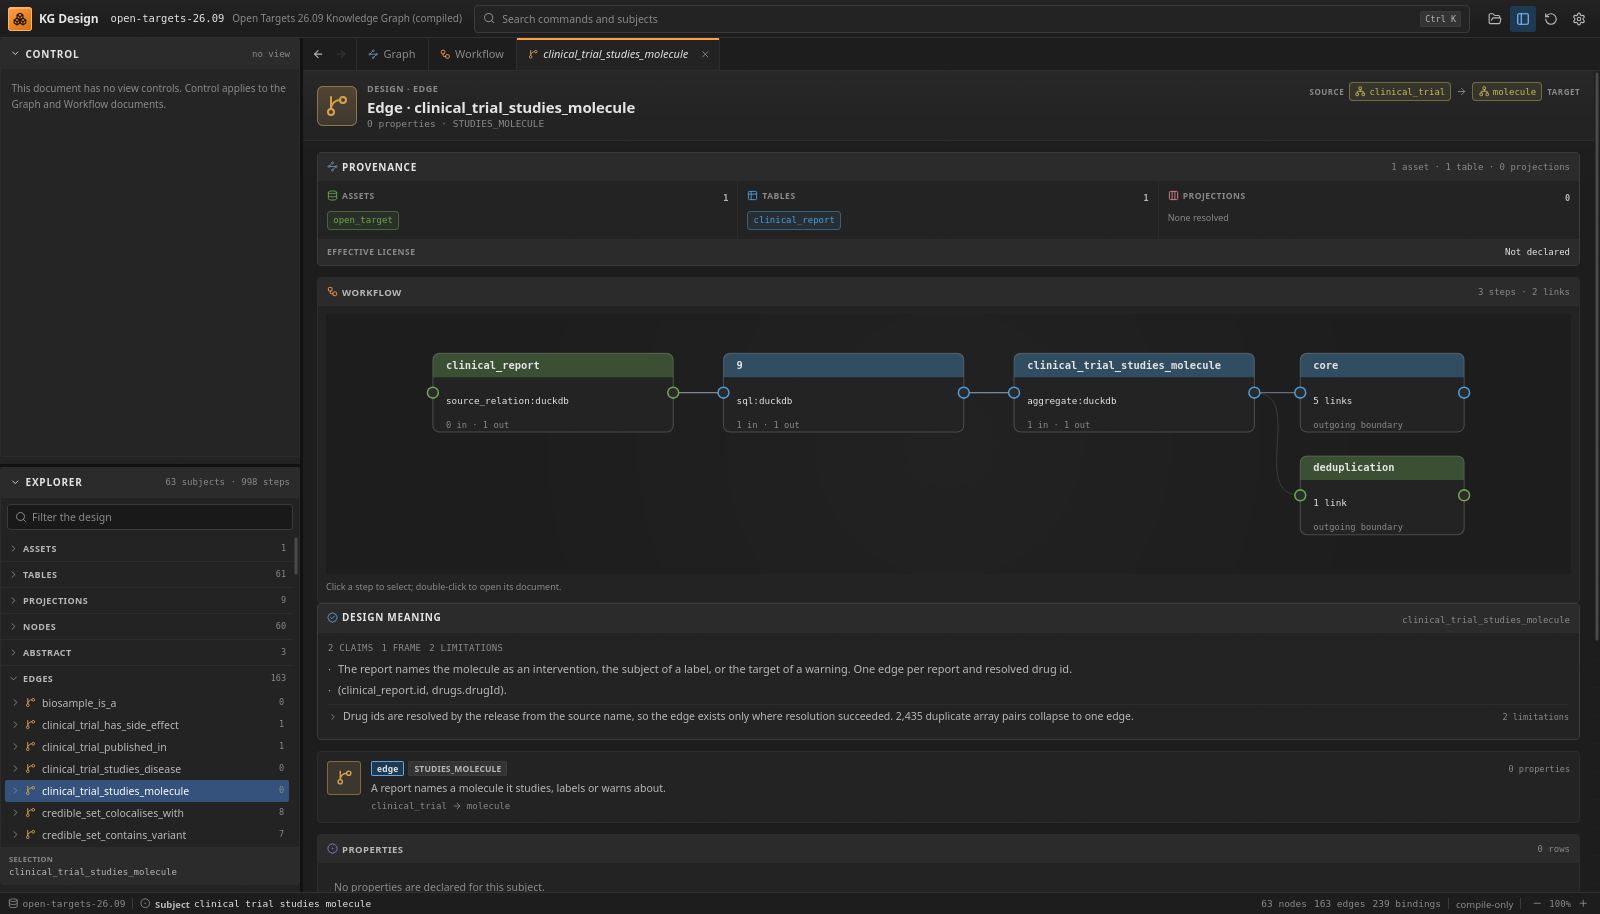 KG Design open-targets-26.09 Open Targets 26.09 Knowledge Graph (compiled) Search commands and subjects Ctrl K
CONTROL no view
This document has no view controls. Control applies to the
Graph and Workflow documents.
EXPLORER 63 subjects · 998 steps
Filter the design
ASSETS 1
TABLES 61
PROJECTIONS 9
NODES 60
ABSTRACT 3
EDGES 163
biosample_is_a 0
clinical_trial_has_side_effect 1
clinical_trial_published_in 1
clinical_trial_studies_disease 0
clinical_trial_studies_molecule 0
credible_set_colocalises_with 8
credible_set_contains_variant 7
SELECTION
clinical_trial_studies_molecule
Graph Workflow clinical_trial_studies_molecule
DESIGN · EDGE
Edge · clinical_trial_studies_molecule
0 properties · STUDIES_MOLECULE
SOURCE clinical_trial → molecule TARGET
PROVENANCE 1 asset · 1 table · 0 projections
ASSETS 1
open_target
TABLES 1
clinical_report
PROJECTIONS 0
None resolved
EFFECTIVE LICENSE Not declared
WORKFLOW 3 steps · 2 links
clinical_report
source_relation:duckdb
0 in · 1 out
9
sql:duckdb
1 in · 1 out
clinical_trial_studies_molecule
aggregate:duckdb
1 in · 1 out
core
5 links
outgoing boundary
deduplication
1 link
outgoing boundary
Click a step to select; double-click to open its document.
DESIGN MEANING clinical_trial_studies_molecule
2 CLAIMS 1 FRAME 2 LIMITATIONS
· The report names the molecule as an intervention, the subject of a label, or the target of a warning. One edge per report and resolved drug id.
· (clinical_report.id, drugs.drugId).
Drug ids are resolved by the release from the source name, so the edge exists only where resolution succeeded. 2,435 duplicate array pairs collapse to one edge. 2 limitations
edge STUDIES_MOLECULE 0 properties
A report names a molecule it studies, labels or warns about.
clinical_trial → molecule
PROPERTIES 0 rows
No properties are declared for this subject.
open-targets-26.09 Subject clinical trial studies molecule 63 nodes 163 edges 239 bindings compile-only − 100% +